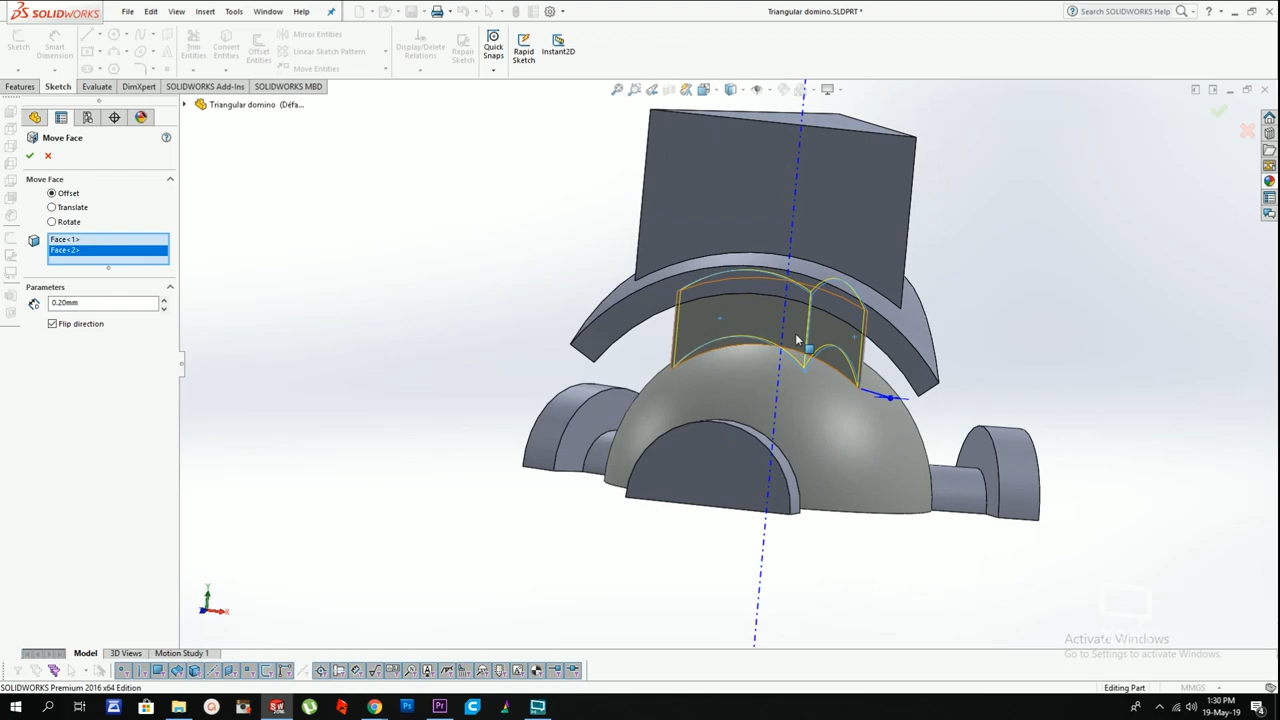 SOLIDWORKS File Edit View Insert Tools Window Help Triangular domino.SLDPRT * Search SOLIDWORKS Help
Sketch Smart Dimension Trim Entities Convert Entities Offset Entities Mirror Entities Linear Sketch Pattern Move Entities Display/Delete Relations Repair Sketch Quick Snaps Rapid Sketch Instant2D
Features Sketch Evaluate DimXpert SOLIDWORKS Add-Ins SOLIDWORKS MBD
Triangular domino (Défa...
Move Face
Move Face
Offset
Translate
Rotate
Face<1>
Face<2>
Parameters
0.20mm
Flip direction
Y
X
Activate Windows
Go to Settings to activate Windows.
Model 3D Views Motion Study 1
SOLIDWORKS Premium 2016 x64 Edition Editing Part MMGS
1:30 PM
19-May-19